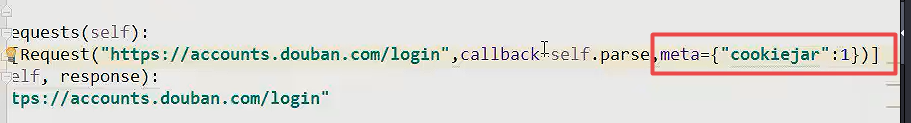 equests(self):
[Request("https://accounts.douban.com/login",callback=self.parse,meta={"cookiejar":1})]
elf, response):
tps://accounts.douban.com/login"